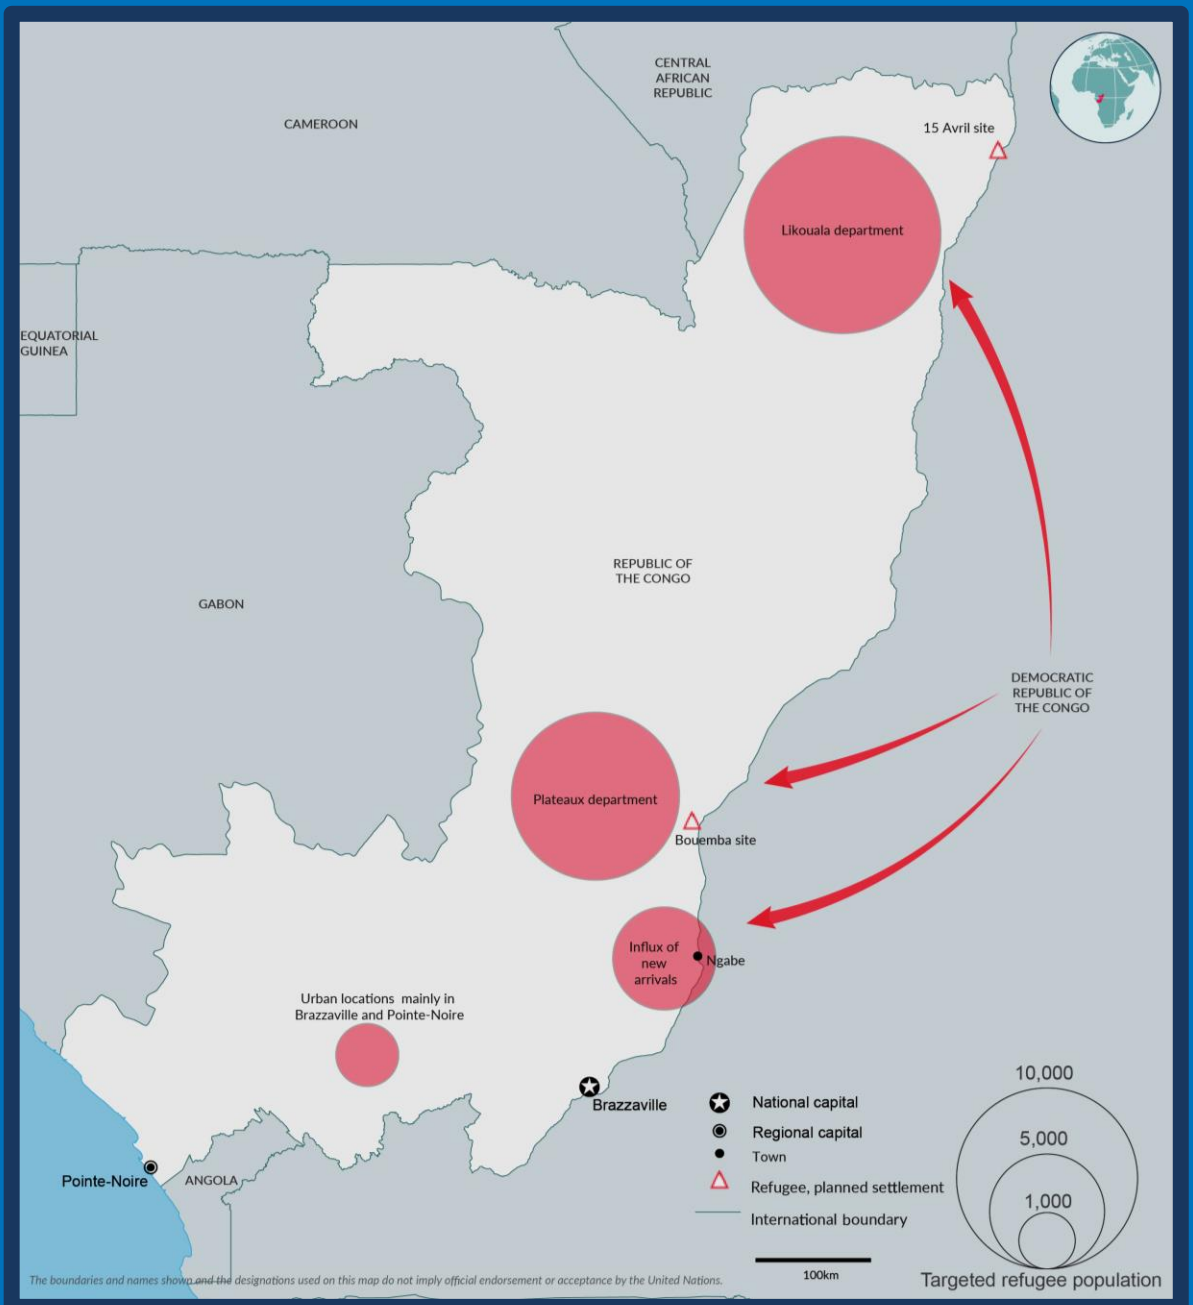 CENTRAL
AFRICAN
REPUBLIC
CAMEROON
15 Avril site
Likouala department
EQUATORIAL
GUINEA
REPUBLIC OF
THE CONGO
GABON
DEMOCRATIC
REPUBLIC OF
THE CONGO
Plateaux department
Bouemba site
Influx of
new
arrivals
Ngabe
Urban locations mainly in
Brazzaville and Pointe-Noire
Brazzaville
Pointe-Noire
ANGOLA
National capital
Regional capital
Town
Refugee, planned settlement
International boundary
100km
10,000
5,000
1,000
Targeted refugee population
The boundaries and names shown and the designations used on this map do not imply official endorsement or acceptance by the United Nations.